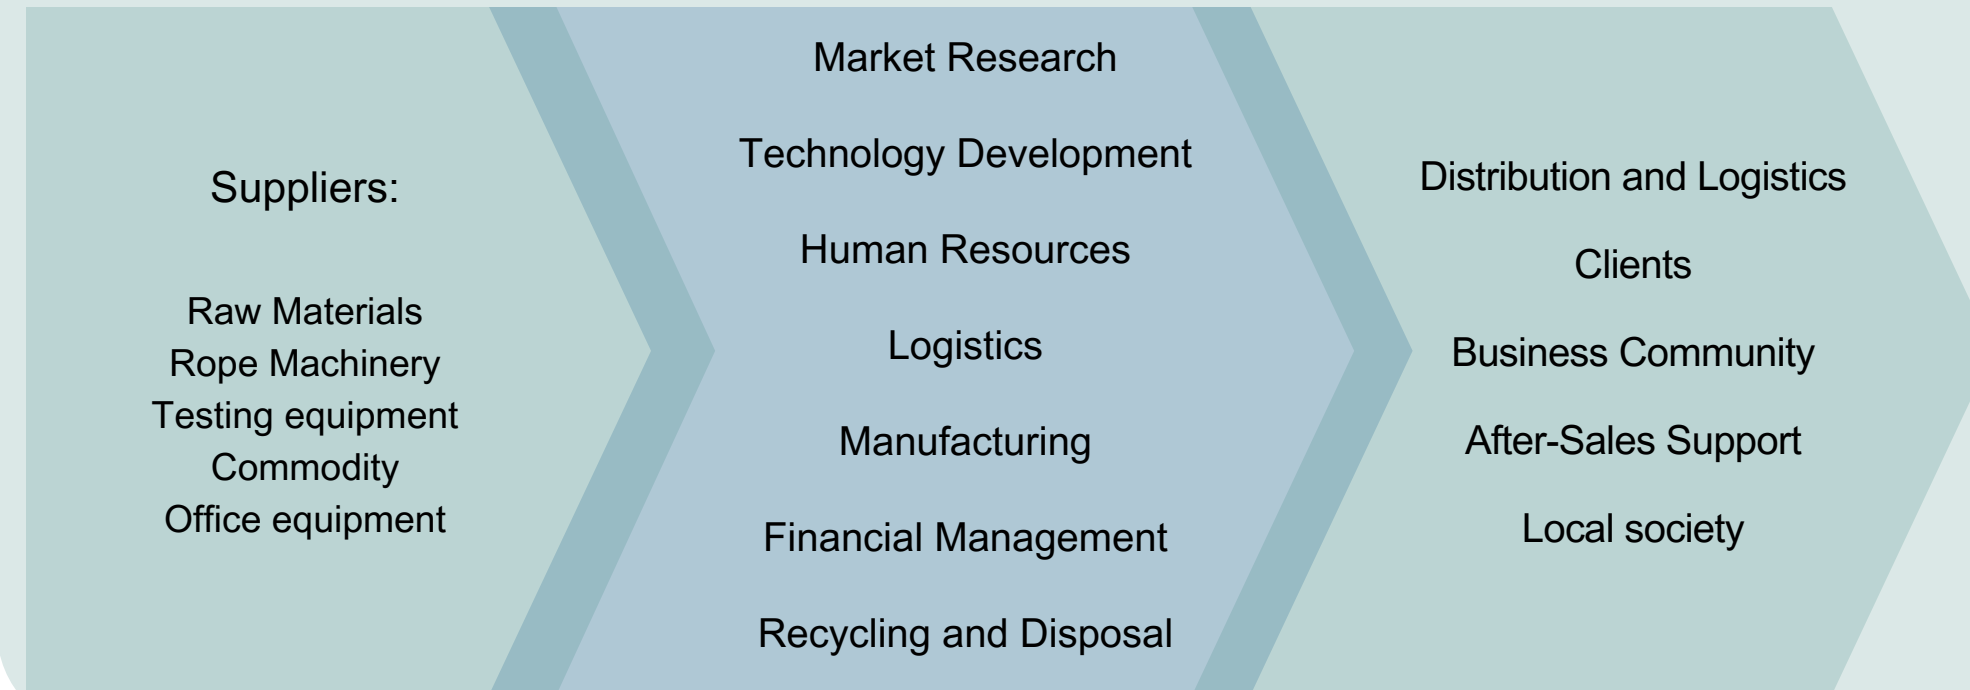 Suppliers:
Raw Materials
Rope Machinery
Testing equipment
Commodity
Office equipment
Market Research
Technology Development
Human Resources
Logistics
Manufacturing
Financial Management
Recycling and Disposal
Distribution and Logistics
Clients
Business Community
After-Sales Support
Local society